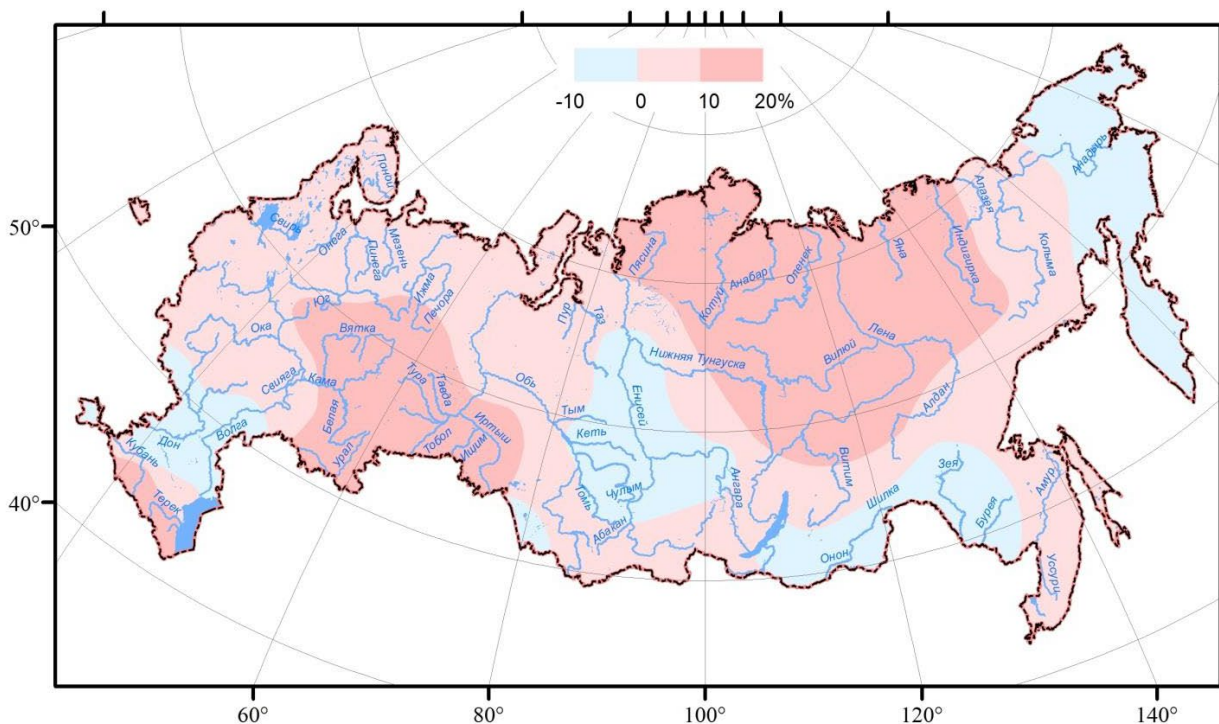 -10 0 10 20%
50°
40°
60° 80° 100° 120° 140°
Поной
Анадырь
Свирь
Онега
Пинега
Мезень
Ижма
Печора
Юг
Пясина
Котуй
Анабар
Оленек
Яна
Индигирка
Алазея
Колыма
Пур
Таз
Ока
Вятка
Свияга
Кама
Тура
Тавда
Обь
Нижняя Тунгуска
Вилюй
Лена
Алдан
Дон
Волга
Белая
Урал
Тобол
Ишим
Иртыш
Тым
Кеть
Енисей
Кубань
Терек
Томь
Чулым
Абакан
Ангара
Витим
Шилка
Онон
Зея
Бурея
Амур
Уссури